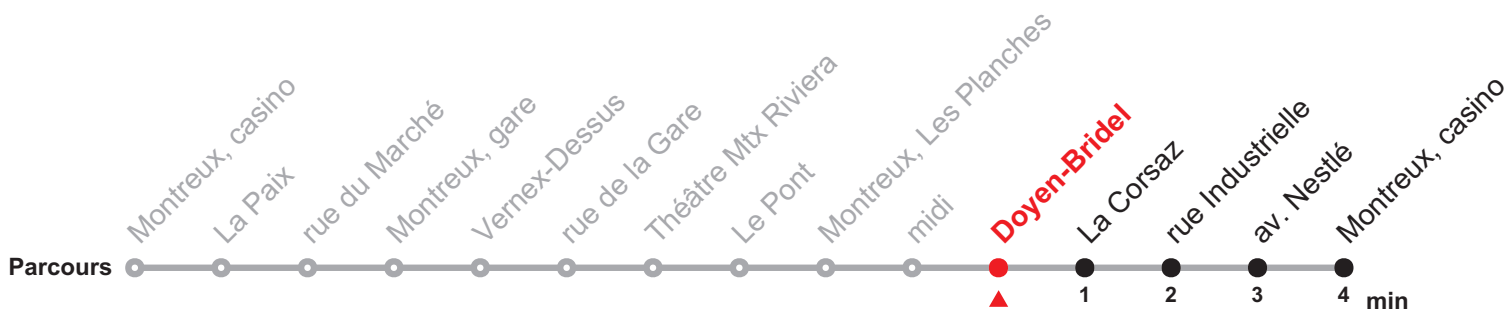 Montreux, casino
La Paix
rue du Marché
Montreux, gare
Vernex-Dessus
rue de la Gare
Théâtre Mtx Riviera
Le Pont
Montreux, Les Planches
midi
Doyen-Bridel
La Corsaz
rue Industrielle
av. Nestlé
Montreux, casino
Parcours
1 2 3 4 min